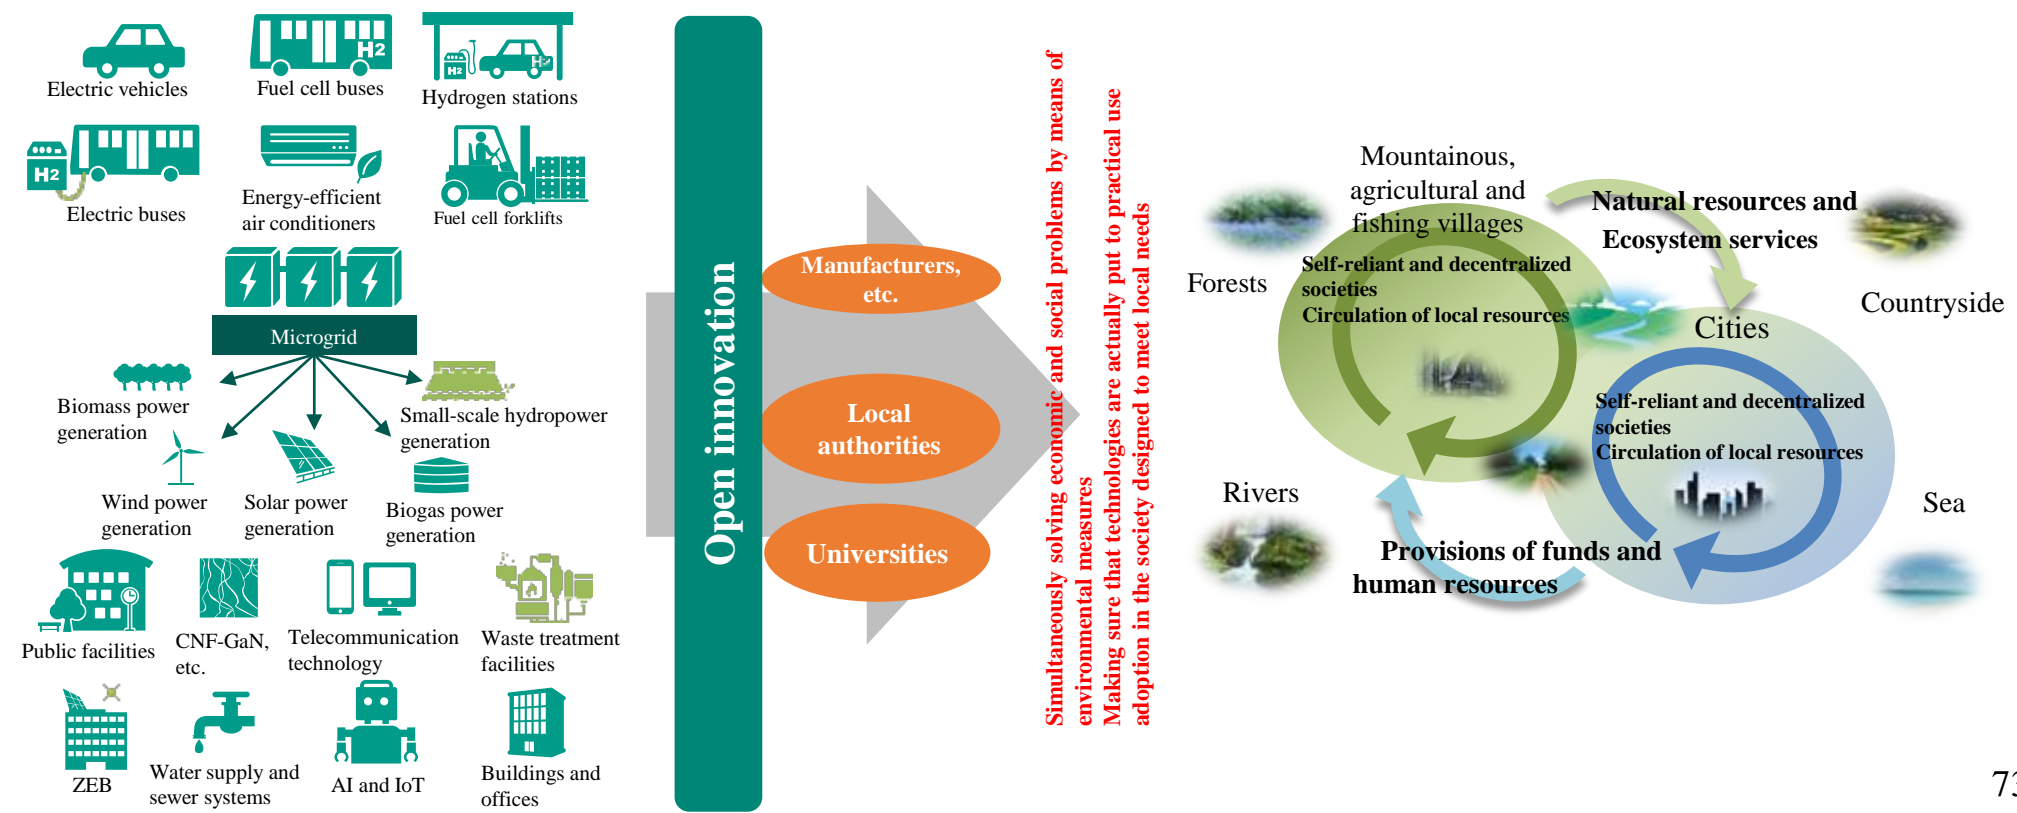 Electric vehicles
H2
Fuel cell buses
H2
H2
Hydrogen stations
H2
Electric buses
Energy-efficient
air conditioners
Fuel cell forklifts
Microgrid
Biomass power
generation
Small-scale hydropower
generation
Wind power
generation
Solar power
generation
Biogas power
generation
Public facilities
CNF-GaN,
etc.
Telecommunication
technology
Waste treatment
facilities
ZEB
Water supply and
sewer systems
AI and IoT
Buildings and
offices
Open innovation
Manufacturers,
etc.
Local
authorities
Universities
Simultaneously solving economic and social problems by means of
environmental measures
Making sure that technologies are actually put to practical use
adoption in the society designed to meet local needs
Mountainous,
agricultural and
fishing villages
Self-reliant and decentralized
societies
Circulation of local resources
Natural resources and
Ecosystem services
Forests
Countryside
Cities
Self-reliant and decentralized
societies
Circulation of local resources
Rivers
Sea
Provisions of funds and
human resources
73